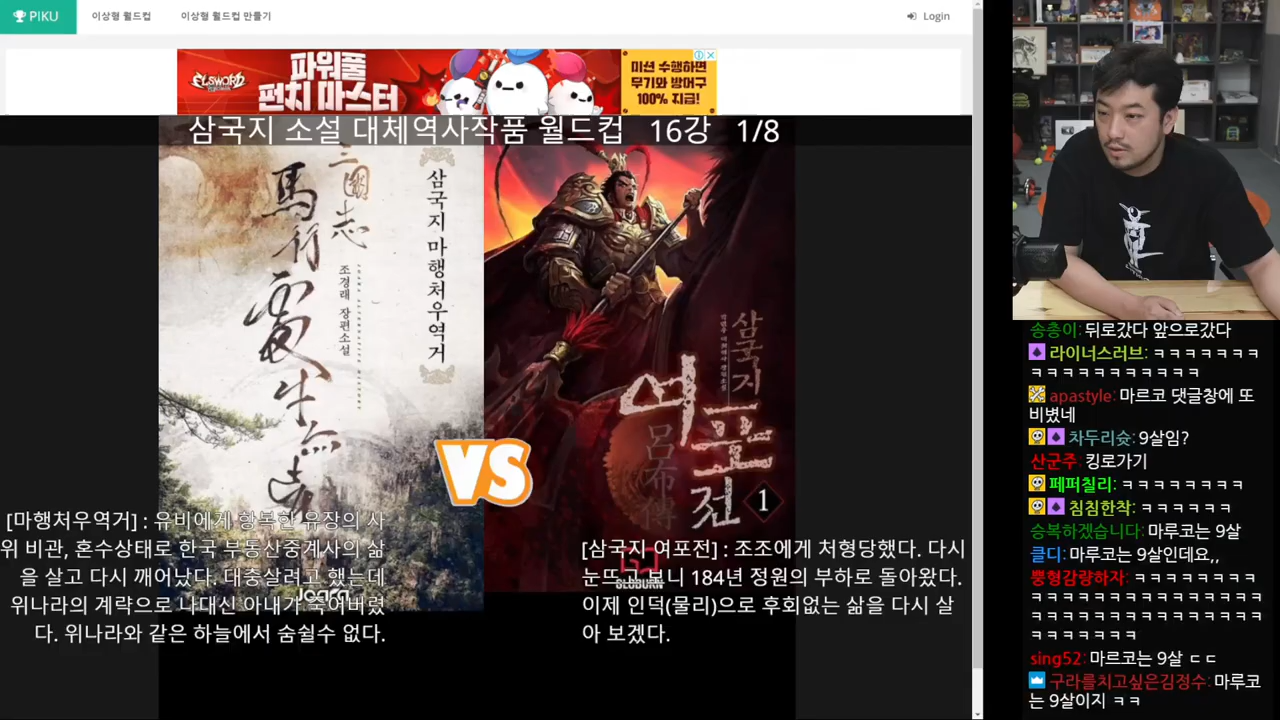 PIKU
이상형 월드컵
이상형 월드컵 만들기
Login
ELSWORD
파워풀
펀치 마스터
미션 수행하면
무기와 방어구
100% 지급!
삼국지 소설 대체역사작품 월드컵 16강 1/8
三國志
馬行
삼국지 마행처우역거
조경래 장편소설
삼국지
여포전
呂布傳
1
VS
[마행처우역거] : 유비에게 항복한 유장의 사
위 비관, 혼수상태로 한국 부동산중계사의 삶
을 살고 다시 깨어났다. 대충살려고 했는데
위나라의 계략으로 나대신 아내가 죽어버렸
다. 위나라와 같은 하늘에서 숨쉴수 없다.
Joara
[삼국지 여포전] : 조조에게 처형당했다. 다시
눈뜨고 보니 184년 정원의 부하로 돌아왔다.
이제 인덕(물리)으로 후회없는 삶을 다시 살
아 보겠다.
송총이: 뒤로갔다 앞으로갔다
라이너스러브: ㅋㅋㅋㅋㅋㅋㅋ
ㅋㅋㅋㅋㅋㅋㅋㅋㅋㅋㅋ
apastyle: 마르코 댓글창에 또
비볐네
차두리슛: 9살임?
산군주: 킹로가기
페퍼칠리: ㅋㅋㅋㅋㅋㅋㅋㅋ
침침한착: ㅋㅋㅋㅋㅋㅋ
승복하겠습니다: 마루코는 9살
클디: 마루코는 9살인데요,,
뿡형감량하자: ㅋㅋㅋㅋㅋㅋㅋㅋ
ㅋㅋㅋㅋㅋㅋㅋㅋㅋㅋㅋㅋㅋㅋㅋ
ㅋㅋㅋㅋㅋㅋㅋㅋㅋㅋㅋㅋㅋㅋㅋ
ㅋㅋㅋㅋㅋㅋㅋ
sing52: 마르코는 9살 ㄷㄷ
구라를치고싶은김정수: 마루코
는 9살이지 ㅋㅋ